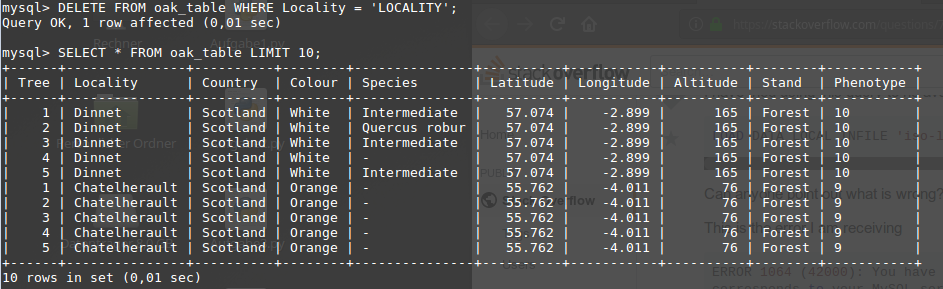 mysql> DELETE FROM oak_table WHERE Locality = 'LOCALITY';
Query OK, 1 row affected (0,01 sec)
mysql> SELECT * FROM oak_table LIMIT 10;
+------+--------------+----------+--------+---------------+----------+-----------+----------+--------+-----------+
| Tree | Locality | Country | Colour | Species | Latitude | Longitude | Altitude | Stand | Phenotype |
+------+--------------+----------+--------+---------------+----------+-----------+----------+--------+-----------+
| 1 | Dinnet | Scotland | White | Intermediate | 57.074 | -2.899 | 165 | Forest | 10 |
| 2 | Dinnet | Scotland | White | Quercus robur | 57.074 | -2.899 | 165 | Forest | 10 |
| 3 | Dinnet | Scotland | White | Intermediate | 57.074 | -2.899 | 165 | Forest | 10 |
| 4 | Dinnet | Scotland | White | - | 57.074 | -2.899 | 165 | Forest | 10 |
| 5 | Dinnet | Scotland | White | Intermediate | 57.074 | -2.899 | 165 | Forest | 10 |
| 1 | Chatelherault | Scotland | Orange | - | 55.762 | -4.011 | 76 | Forest | 9 |
| 2 | Chatelherault | Scotland | Orange | - | 55.762 | -4.011 | 76 | Forest | 9 |
| 3 | Chatelherault | Scotland | Orange | - | 55.762 | -4.011 | 76 | Forest | 9 |
| 4 | Chatelherault | Scotland | Orange | - | 55.762 | -4.011 | 76 | Forest | 9 |
| 5 | Chatelherault | Scotland | Orange | - | 55.762 | -4.011 | 76 | Forest | 9 |
+------+--------------+----------+--------+---------------+----------+-----------+----------+--------+-----------+
10 rows in set (0,01 sec)
Rechner
stackoverflow
Ordner
ERROR 1064 (42000): You have